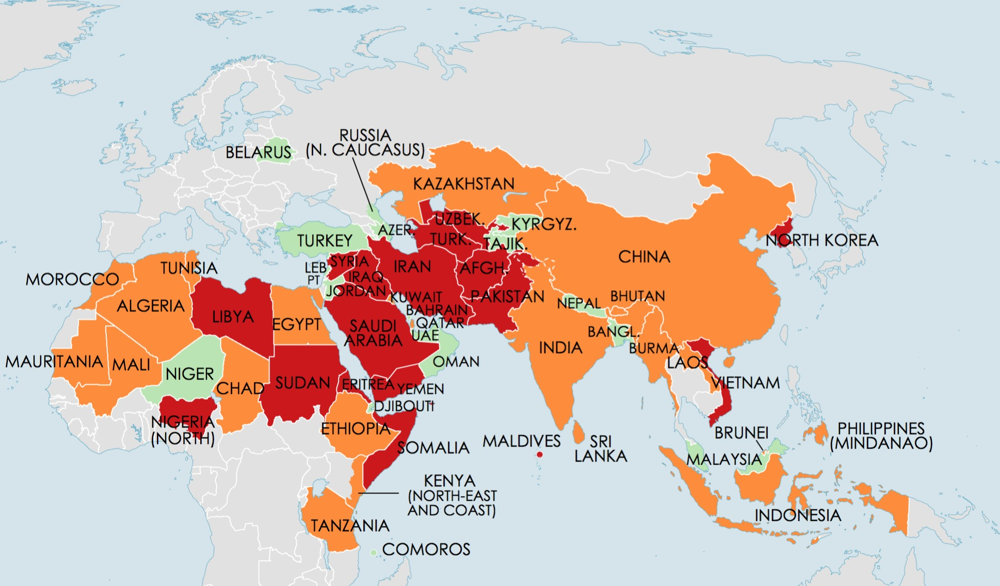 RUSSIA
(N. CAUCASUS)
BELARUS
KAZAKHSTAN
UZBEK.
KYRGYZ.
AZER.
TURKEY
TURK.
TAJIK.
NORTH KOREA
CHINA
SYRIA
LEB
PT
IRAQ
IRAN
AFGH.
TUNISIA
MOROCCO
JORDAN
KUWAIT
PAKISTAN
NEPAL
BHUTAN
ALGERIA
LIBYA
EGYPT
BAHRAIN
QATAR
SAUDI
ARABIA
UAE
BANGL.
INDIA
BURMA
LAOS
OMAN
MAURITANIA
MALI
NIGER
CHAD
SUDAN
ERITREA
YEMEN
VIETNAM
DJIBOUTI
NIGERIA
(NORTH)
ETHIOPIA
SOMALIA
MALDIVES
SRI
LANKA
BRUNEI
MALAYSIA
PHILIPPINES
(MINDANAO)
KENYA
(NORTH-EAST
AND COAST)
INDONESIA
TANZANIA
COMOROS